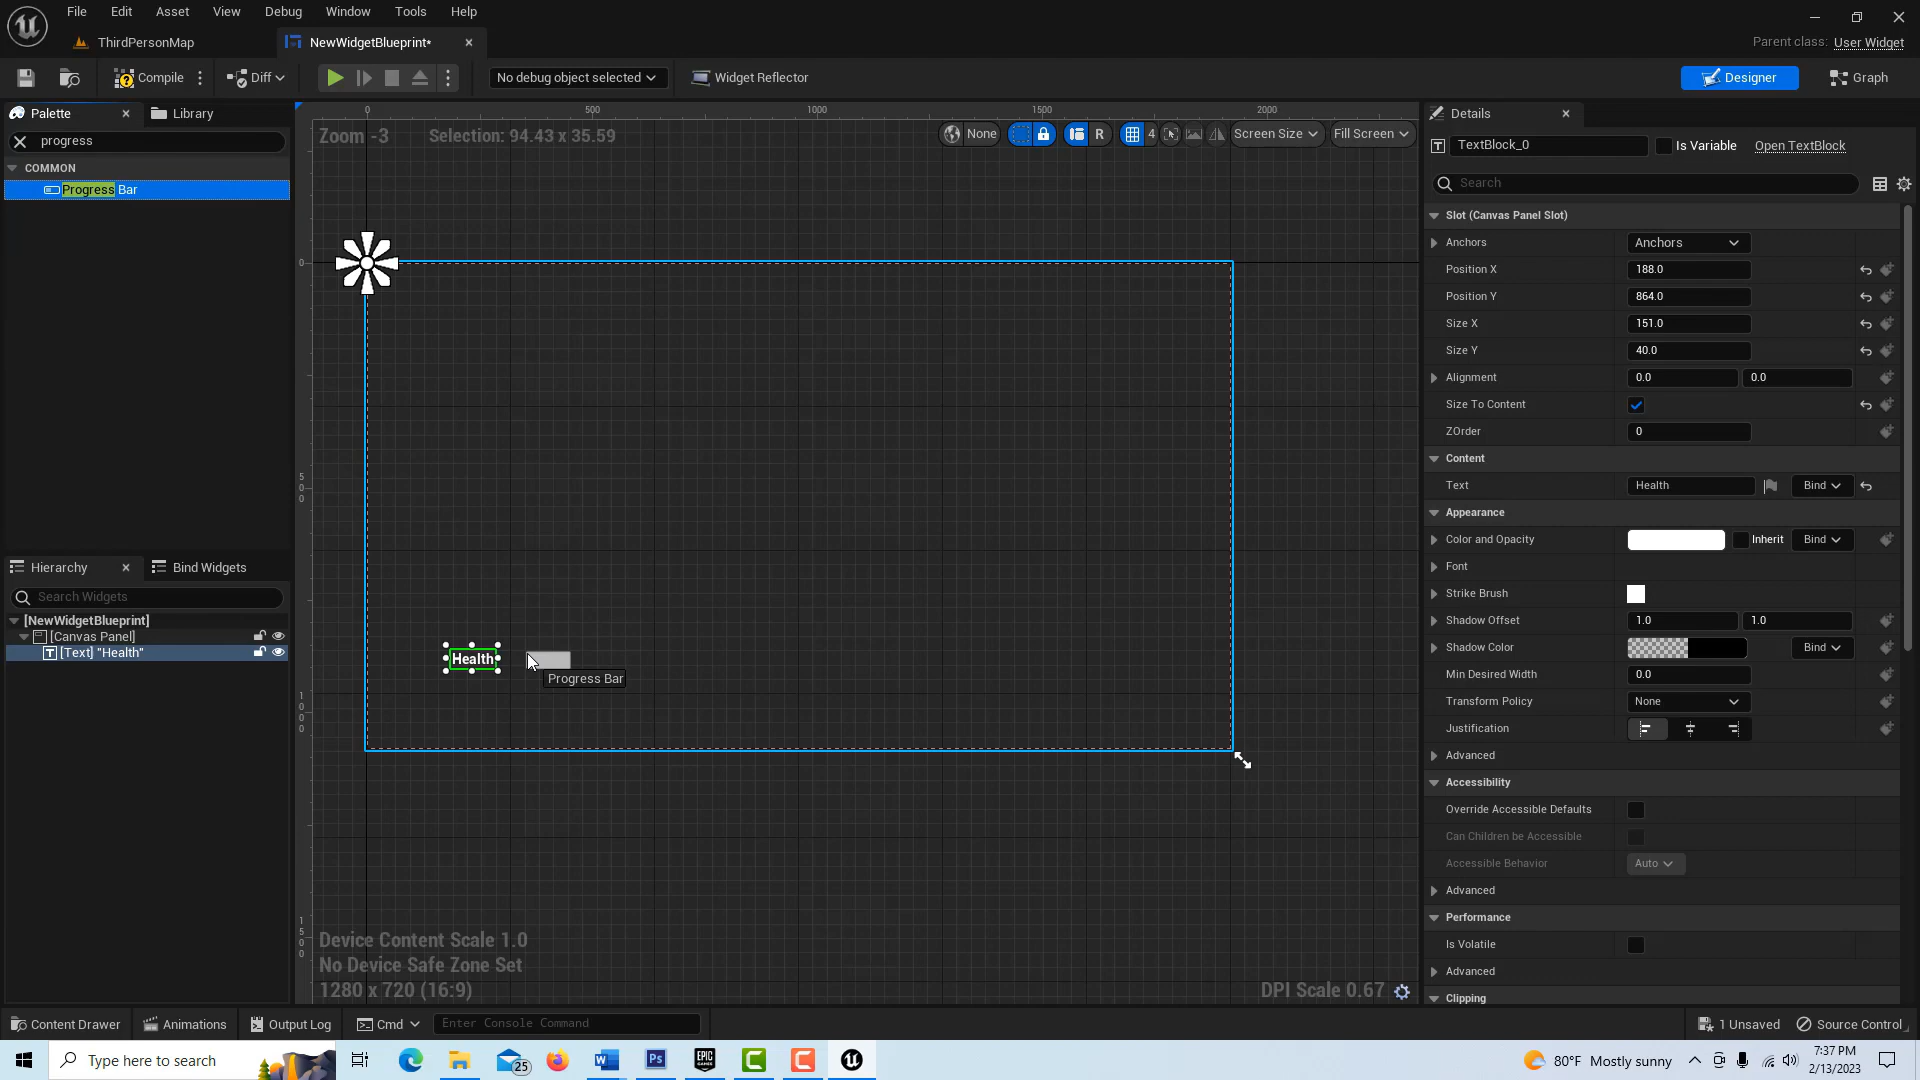 File Edit Asset View Debug Window Tools Help
ThirdPersonMap
NewWidgetBlueprint*
Parent class: User Widget
Compile
Diff
No debug object selected
Widget Reflector
Designer
Graph
Palette
Library
progress
COMMON
Progress Bar
Hierarchy
Bind Widgets
Search Widgets
[NewWidgetBlueprint]
[Canvas Panel]
[Text] "Health"
0 500 1000 1500 2000
Zoom -3
Selection: 94.43 x 35.59
None
R
4
Screen Size
Fill Screen
0
500
1000
1500
Health
Progress Bar
Device Content Scale 1.0
No Device Safe Zone Set
1280 x 720 (16:9)
DPI Scale 0.67
Details
TextBlock_0
Is Variable
Open TextBlock
Search
Slot (Canvas Panel Slot)
Anchors Anchors
Position X 188.0
Position Y 864.0
Size X 151.0
Size Y 40.0
Alignment 0.0 0.0
Size To Content
ZOrder 0
Content
Text Health Bind
Appearance
Color and Opacity Inherit Bind
Font
Strike Brush
Shadow Offset 1.0 1.0
Shadow Color Bind
Min Desired Width 0.0
Transform Policy None
Justification
Advanced
Accessibility
Override Accessible Defaults
Can Children be Accessible
Accessible Behavior Auto
Advanced
Performance
Is Volatile
Advanced
Clipping
Content Drawer
Animations
Output Log
Cmd
Enter Console Command
1 Unsaved
Source Control
Type here to search
25
EPIC
GAMES
80°F Mostly sunny
7:37 PM
2/13/2023